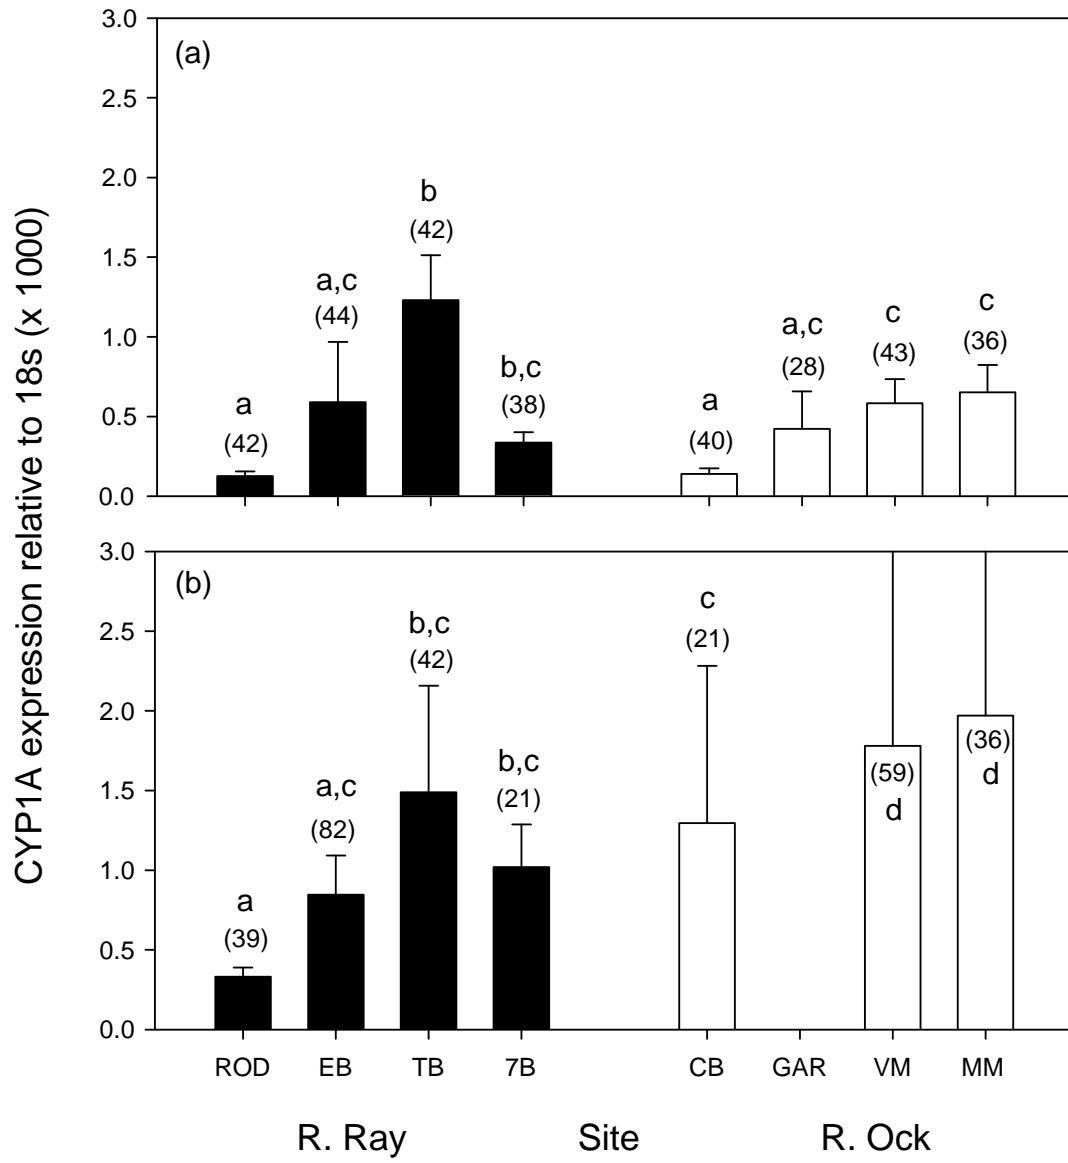 CYP1A expression relative to 18s (x 1000)
3.0
(a)
2.5
2.0
b
(42)
1.5
a,c
(44)
c
(36)
c
(43)
a,c
(28)
1.0
b,c
(38)
a
(42)
a
(40)
0.5
0.0
3.0
(b)
c
(21)
2.5
b,c
(42)
2.0
(36)
d
b,c
(21)
(59)
d
1.5
a,c
(82)
1.0
a
(39)
0.5
0.0
ROD EB TB 7B CB GAR VM MM
R. Ray Site R. Ock